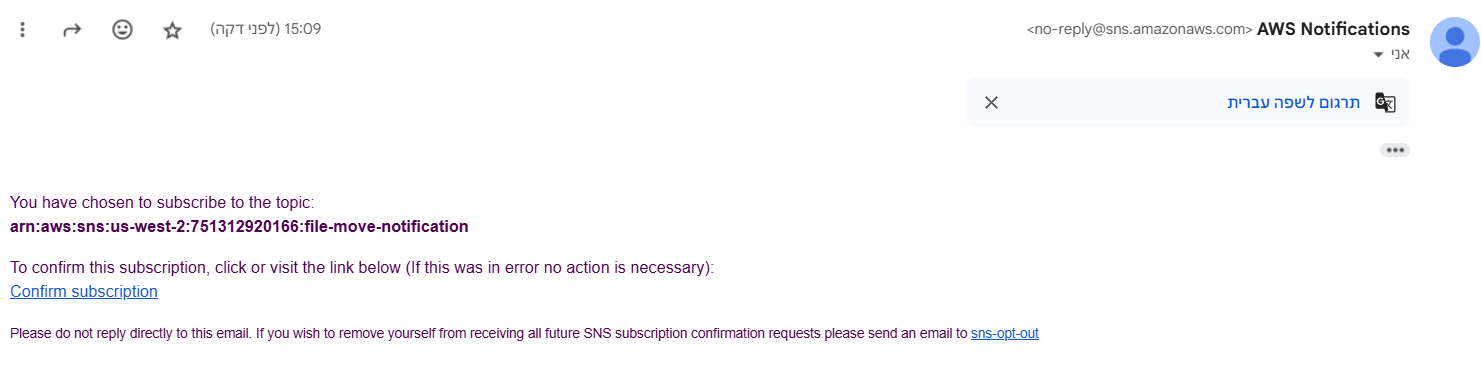 AWS Notifications <no-reply@sns.amazonaws.com> 15:09 (לפני דקה)
אני
תרגום לשפה עברית
You have chosen to subscribe to the topic:
arn:aws:sns:us-west-2:751312920166:file-move-notification
To confirm this subscription, click or visit the link below (If this was in error no action is necessary):
Confirm subscription
Please do not reply directly to this email. If you wish to remove yourself from receiving all future SNS subscription confirmation requests please send an email to sns-opt-out